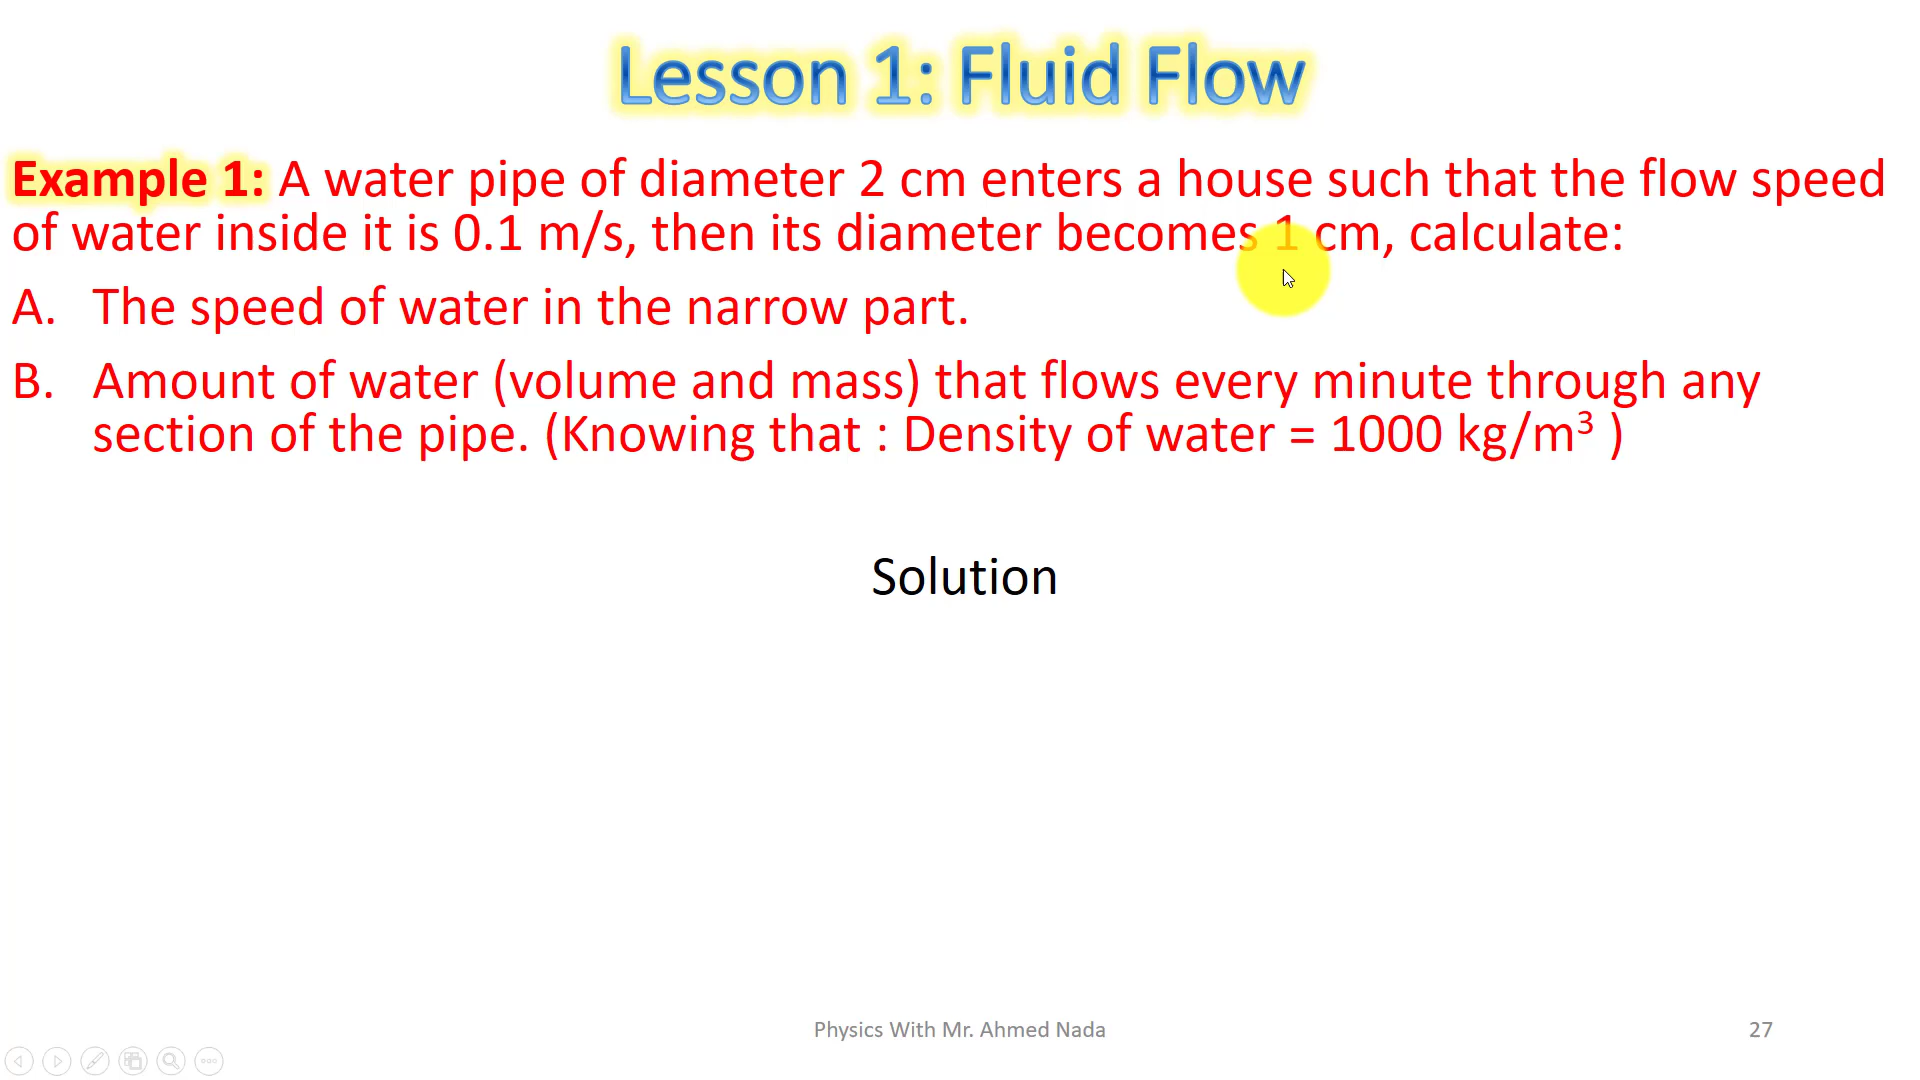 Lesson 1: Fluid Flow
Example 1: A water pipe of diameter 2 cm enters a house such that the flow speed
of water inside it is 0.1 m/s, then its diameter becomes 1 cm, calculate:
A. The speed of water in the narrow part.
B. Amount of water (volume and mass) that flows every minute through any
section of the pipe. (Knowing that : Density of water = 1000 kg/m³ )
Solution
Physics With Mr. Ahmed Nada
27